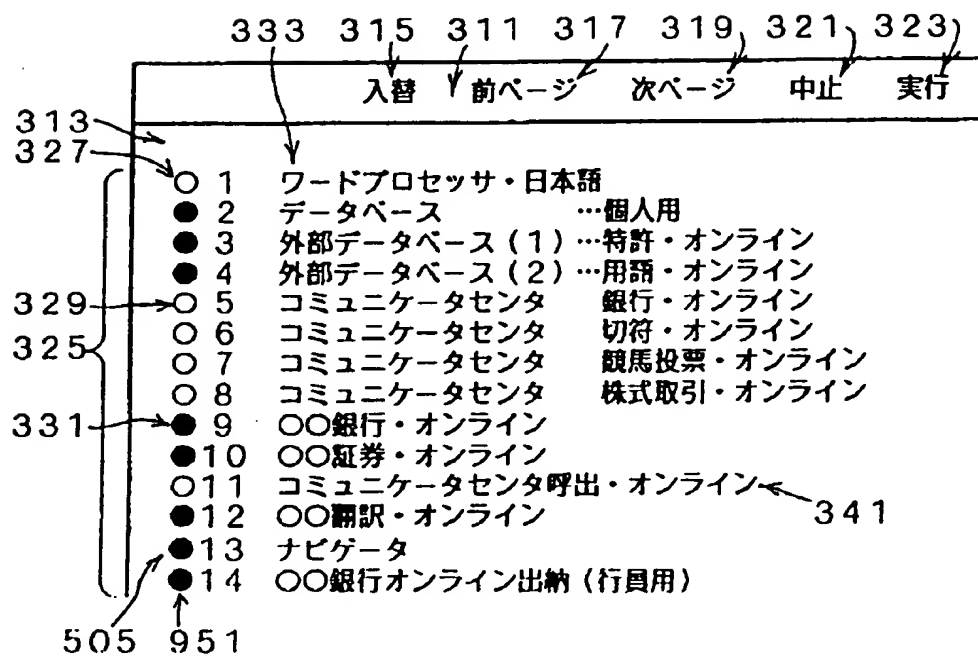 333 315 311 317 319 321 323
入替 前ページ 次ページ 中止 実行
313
327
○ 1 ワードプロセッサ・日本語
● 2 データベース …個人用
● 3 外部データベース(1)…特許・オンライン
● 4 外部データベース(2)…用語・オンライン
329 ○ 5 コミュニケータセンタ 銀行・オンライン
○ 6 コミュニケータセンタ 切符・オンライン
325 ○ 7 コミュニケータセンタ 競馬投票・オンライン
○ 8 コミュニケータセンタ 株式取引・オンライン
331 ● 9 ○○銀行・オンライン
●10 ○○証券・オンライン
○11 コミュニケータセンタ呼出・オンライン 341
●12 ○○翻訳・オンライン
●13 ナビゲータ
●14 ○○銀行オンライン出納(行員用)
505 951